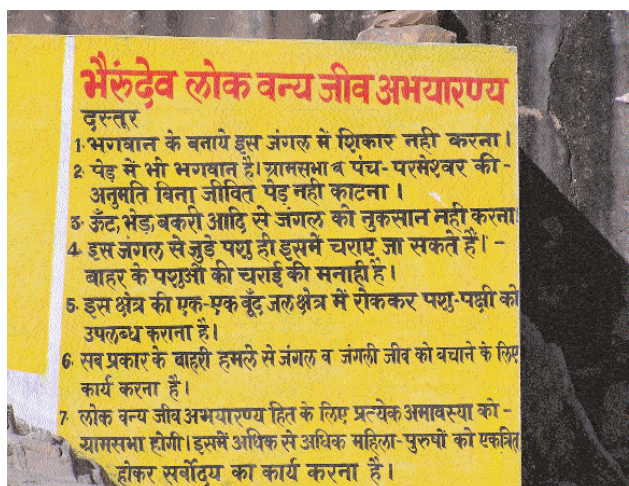 भैरुंदेव लोक वन्य जीव अभयारण्य
दस्तूर
1. भगवान के बनाये इस जंगल में शिकार नही करना।
2. पेड़ में भी भगवान है। ग्रामसभा व पंच-परमेश्वर की-
अनुमति बिना जीवित पेड़ नही काटना।
3. ऊँट, भेड़, बकरी आदि से जंगल को नुकसान नही करना
4. इस जंगल से जुड़े पशु ही इसमें चराए जा सकते हैं। -
बाहर के पशुओं की चराई की मनाही है।
5. इस क्षेत्र की एक-एक बूँद जलक्षेत्र में रोककर पशु-पक्षी को
उपलब्ध कराना है।
6. सब प्रकार के बाहरी हमले से जंगल व जंगली जीव को बचाने के लिए
कार्य करना है।
7. लोक वन्य जीव अभयारण्य हित के लिए प्रत्येक अमावस्या को-
ग्रामसभा होगी। इसमें अधिक से अधिक महिला-पुरुषों को एकत्रित
होकर सर्वोदय का कार्य करना है।